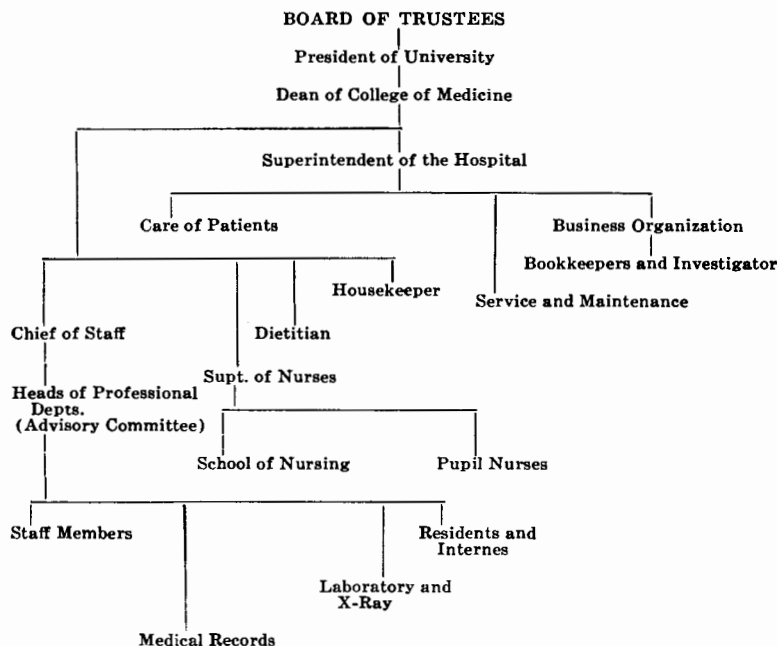 BOARD OF TRUSTEES
President of University
Dean of College of Medicine
Superintendent of the Hospital
Care of Patients
Business Organization
Bookkeepers and Investigator
Housekeeper
Service and Maintenance
Chief of Staff
Dietitian
Supt. of Nurses
Heads of Professional
Depts.
(Advisory Committee)
School of Nursing
Pupil Nurses
Staff Members
Residents and
Internes
Laboratory and
X-Ray
Medical Records